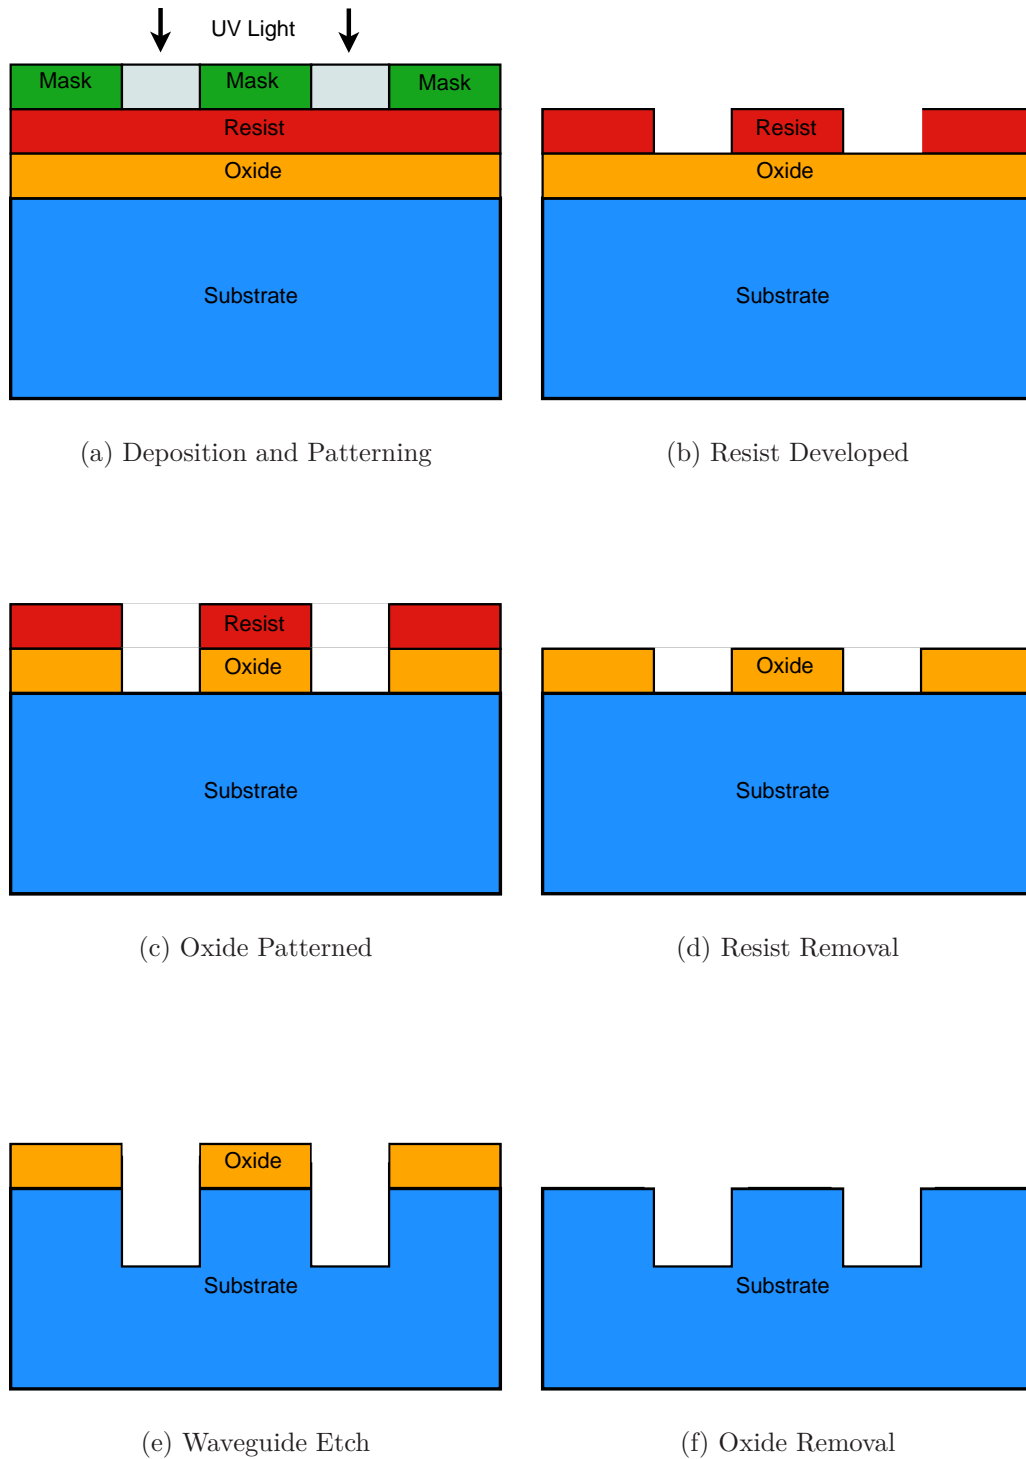 UV Light
Mask Mask Mask
Resist
Oxide
Substrate
(a) Deposition and Patterning
Resist
Oxide
Substrate
(b) Resist Developed
Resist
Oxide
Substrate
(c) Oxide Patterned
Oxide
Substrate
(d) Resist Removal
Oxide
Substrate
(e) Waveguide Etch
Substrate
(f) Oxide Removal